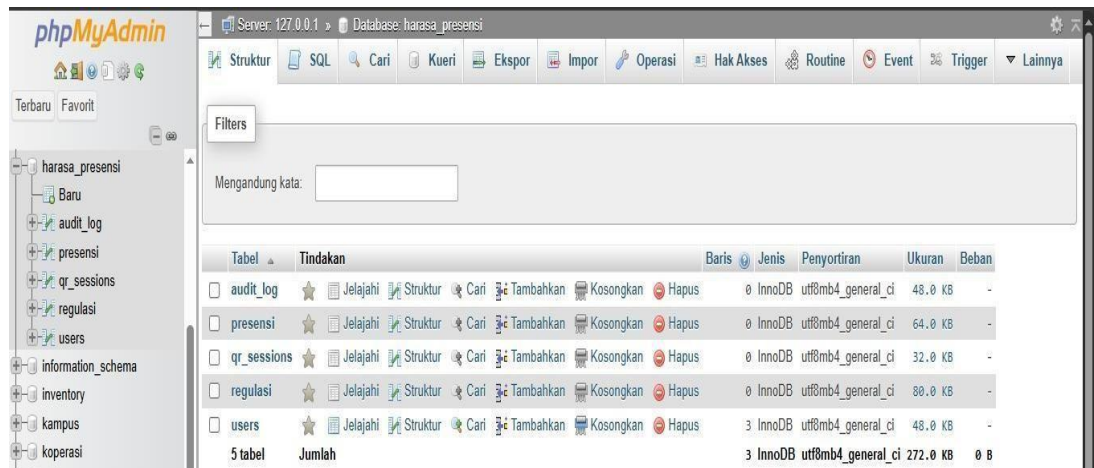 phpMyAdmin
Terbaru Favorit
harasa_presensi
Baru
audit_log
presensi
qr_sessions
regulasi
users
information_schema
inventory
kampus
koperasi
Server: 127.0.0.1 » Database: harasa_presensi
Struktur SQL Cari Kueri Ekspor Impor Operasi Hak Akses Routine Event Trigger Lainnya
Filters
Mengandung kata:
Tabel Tindakan Baris Jenis Penyortiran Ukuran Beban
audit_log Jelajahi Struktur Cari Tambahkan Kosongkan Hapus 0 InnoDB utf8mb4_general_ci 48.0 KB -
presensi Jelajahi Struktur Cari Tambahkan Kosongkan Hapus 0 InnoDB utf8mb4_general_ci 64.0 KB -
qr_sessions Jelajahi Struktur Cari Tambahkan Kosongkan Hapus 0 InnoDB utf8mb4_general_ci 32.0 KB -
regulasi Jelajahi Struktur Cari Tambahkan Kosongkan Hapus 0 InnoDB utf8mb4_general_ci 80.0 KB -
users Jelajahi Struktur Cari Tambahkan Kosongkan Hapus 3 InnoDB utf8mb4_general_ci 48.0 KB -
5 tabel Jumlah 3 InnoDB utf8mb4_general_ci 272.0 KB 0 B